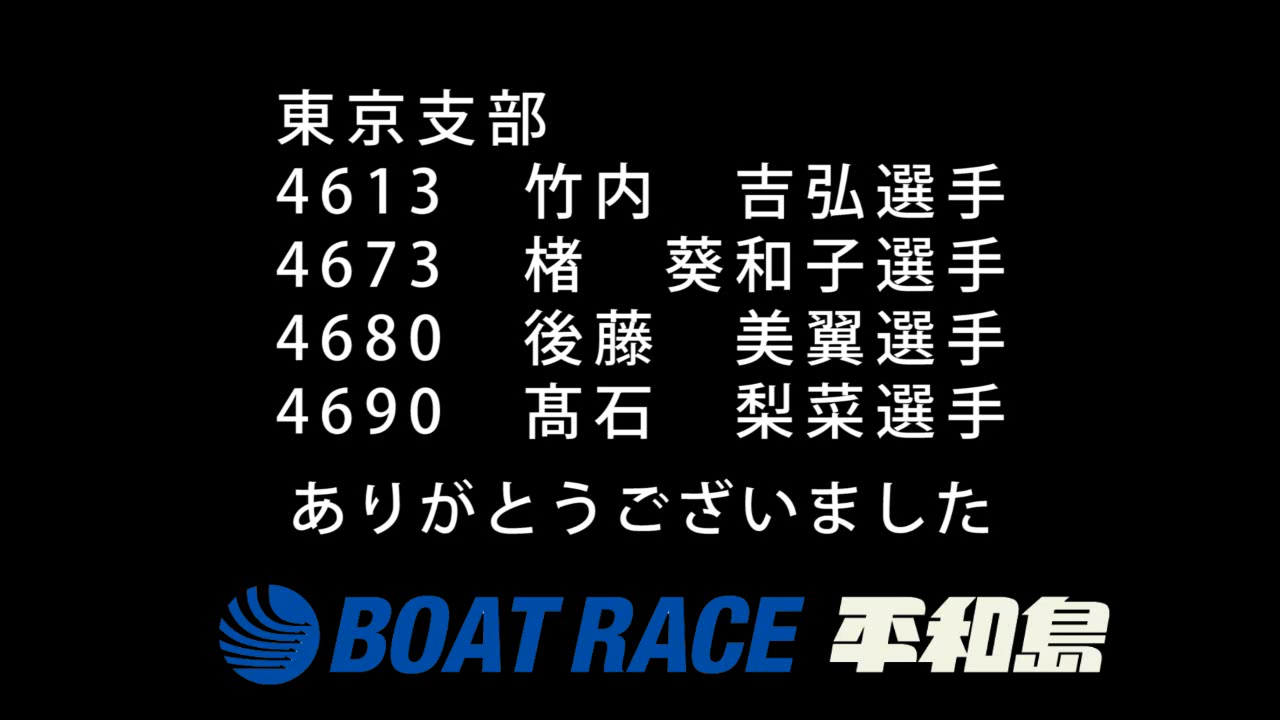 東京支部
4613　竹内　吉弘選手
4673　楮　葵和子選手
4680　後藤　美翼選手
4690　髙石　梨菜選手
ありがとうございました
BOAT RACE 平和島